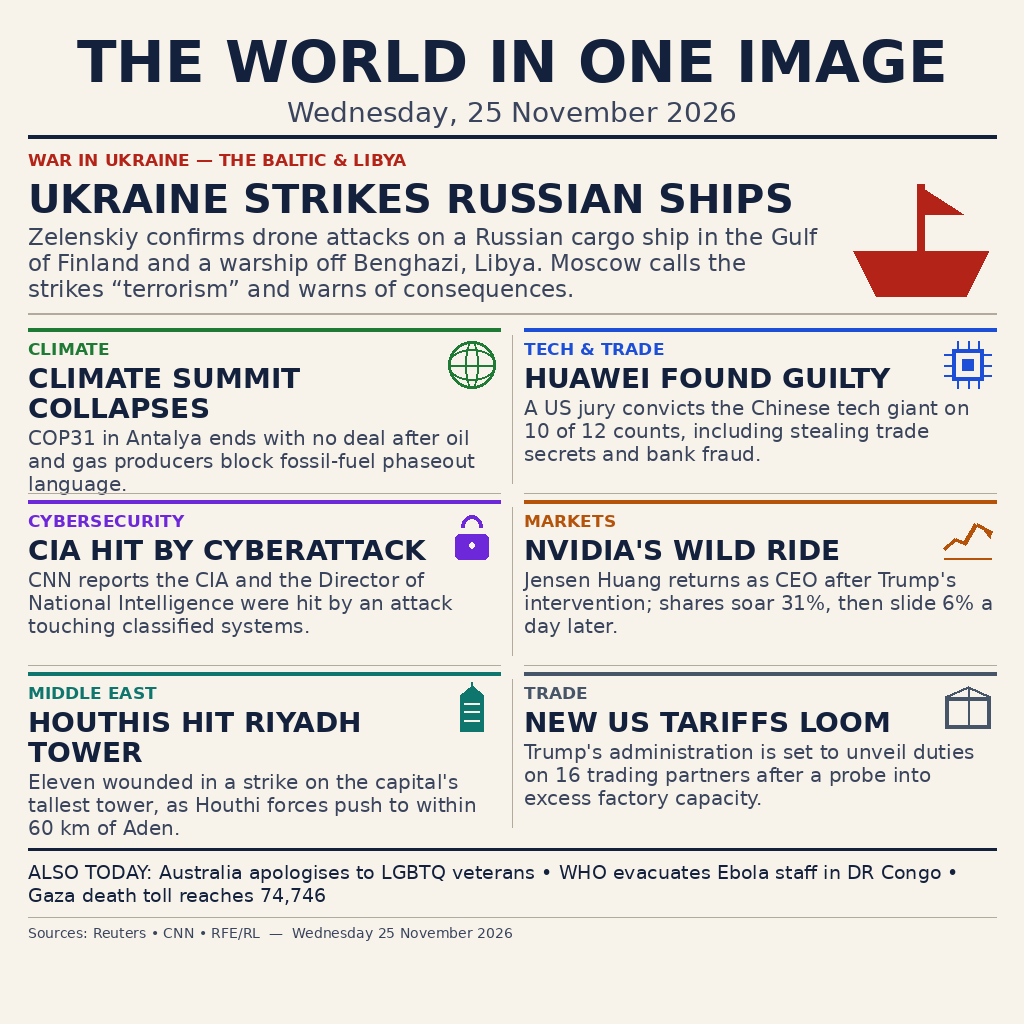 THE WORLD IN ONE IMAGE
Wednesday, 25 November 2026
WAR IN UKRAINE — THE BALTIC & LIBYA
UKRAINE STRIKES RUSSIAN SHIPS
Zelenskiy confirms drone attacks on a Russian cargo ship in the Gulf
of Finland and a warship off Benghazi, Libya. Moscow calls the
strikes “terrorism” and warns of consequences.
CLIMATE
CLIMATE SUMMIT
COLLAPSES
COP31 in Antalya ends with no deal after oil
and gas producers block fossil-fuel phaseout
language.
TECH & TRADE
HUAWEI FOUND GUILTY
A US jury convicts the Chinese tech giant on
10 of 12 counts, including stealing trade
secrets and bank fraud.
CYBERSECURITY
CIA HIT BY CYBERATTACK
CNN reports the CIA and the Director of
National Intelligence were hit by an attack
touching classified systems.
MARKETS
NVIDIA'S WILD RIDE
Jensen Huang returns as CEO after Trump's
intervention; shares soar 31%, then slide 6% a
day later.
MIDDLE EAST
HOUTHIS HIT RIYADH
TOWER
Eleven wounded in a strike on the capital's
tallest tower, as Houthi forces push to within
60 km of Aden.
TRADE
NEW US TARIFFS LOOM
Trump's administration is set to unveil duties
on 16 trading partners after a probe into
excess factory capacity.
ALSO TODAY: Australia apologises to LGBTQ veterans • WHO evacuates Ebola staff in DR Congo •
Gaza death toll reaches 74,746
Sources: Reuters • CNN • RFE/RL — Wednesday 25 November 2026